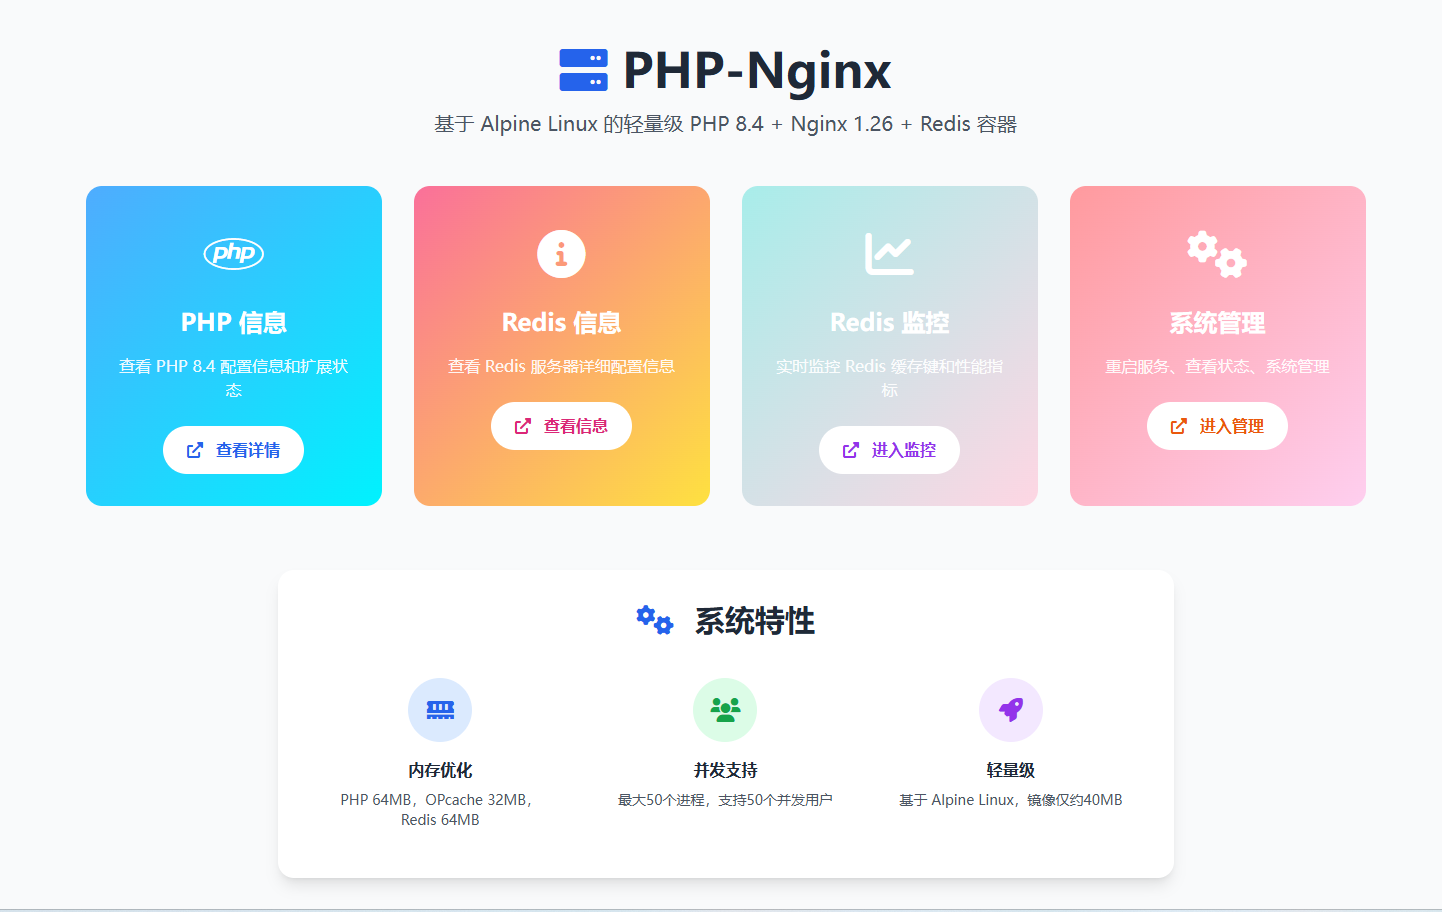 PHP-Nginx
基于 Alpine Linux 的轻量级 PHP 8.4 + Nginx 1.26 + Redis 容器
php
PHP 信息
查看 PHP 8.4 配置信息和扩展状
态
查看详情
Redis 信息
查看 Redis 服务器详细配置信息
查看信息
Redis 监控
实时监控 Redis 缓存键和性能指
标
进入监控
系统管理
重启服务、查看状态、系统管理
进入管理
系统特性
内存优化
PHP 64MB，OPcache 32MB，
Redis 64MB
并发支持
最大50个进程，支持50个并发用户
轻量级
基于 Alpine Linux，镜像仅约40MB